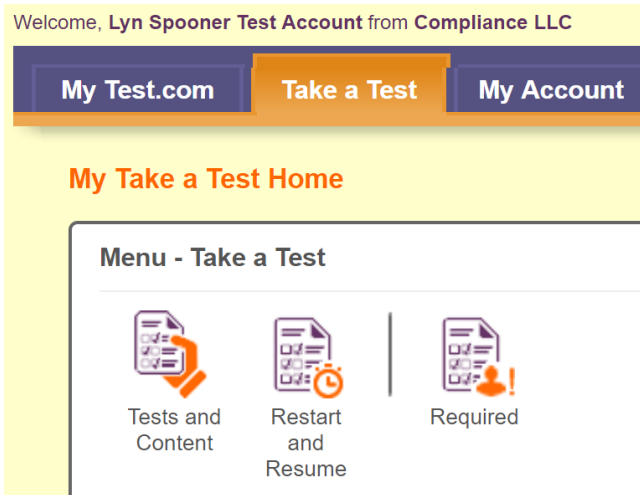 Welcome, Lyn Spooner Test Account from Compliance LLC
My Test.com
Take a Test
My Account
My Take a Test Home
Menu - Take a Test
Tests and
Content
Restart
and
Resume
Required